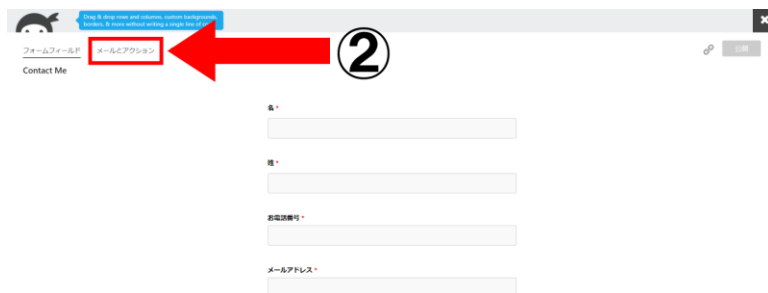 Drag & drop rows and columns, custom backgrounds,
borders, & more without writing a single line of
フォームフィールド メールとアクション
②
公開
Contact Me
名 *
姓 *
お電話番号 *
メールアドレス *